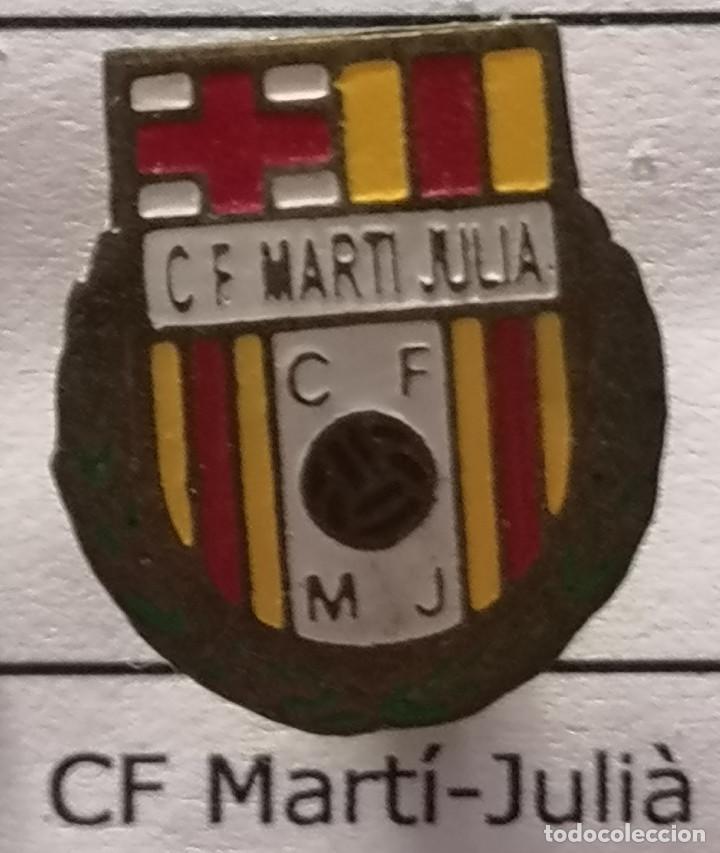 CF MARTI JULIA
C F
M J
CF Martí-Julià
todocoleccion